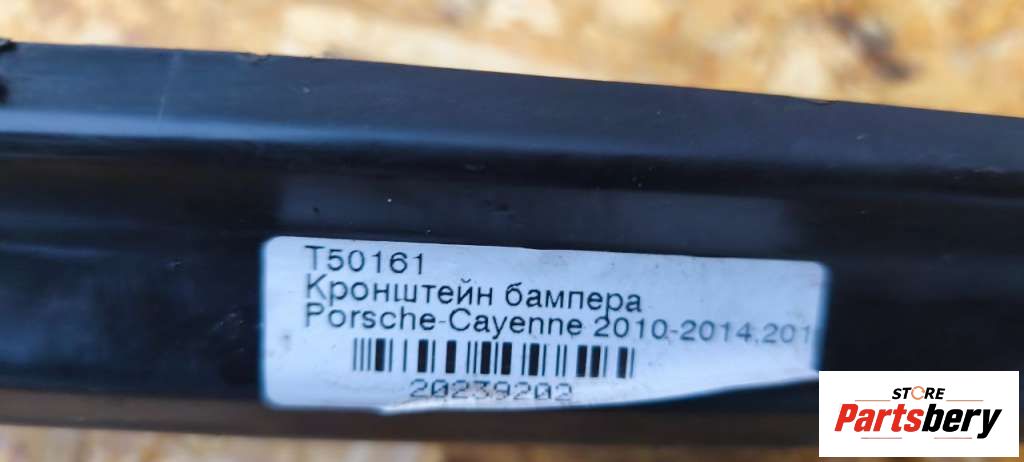 T50161
Кронштейн бампера
Porsche-Cayenne 2010-2014,201
20239202
STORE
Partsbery